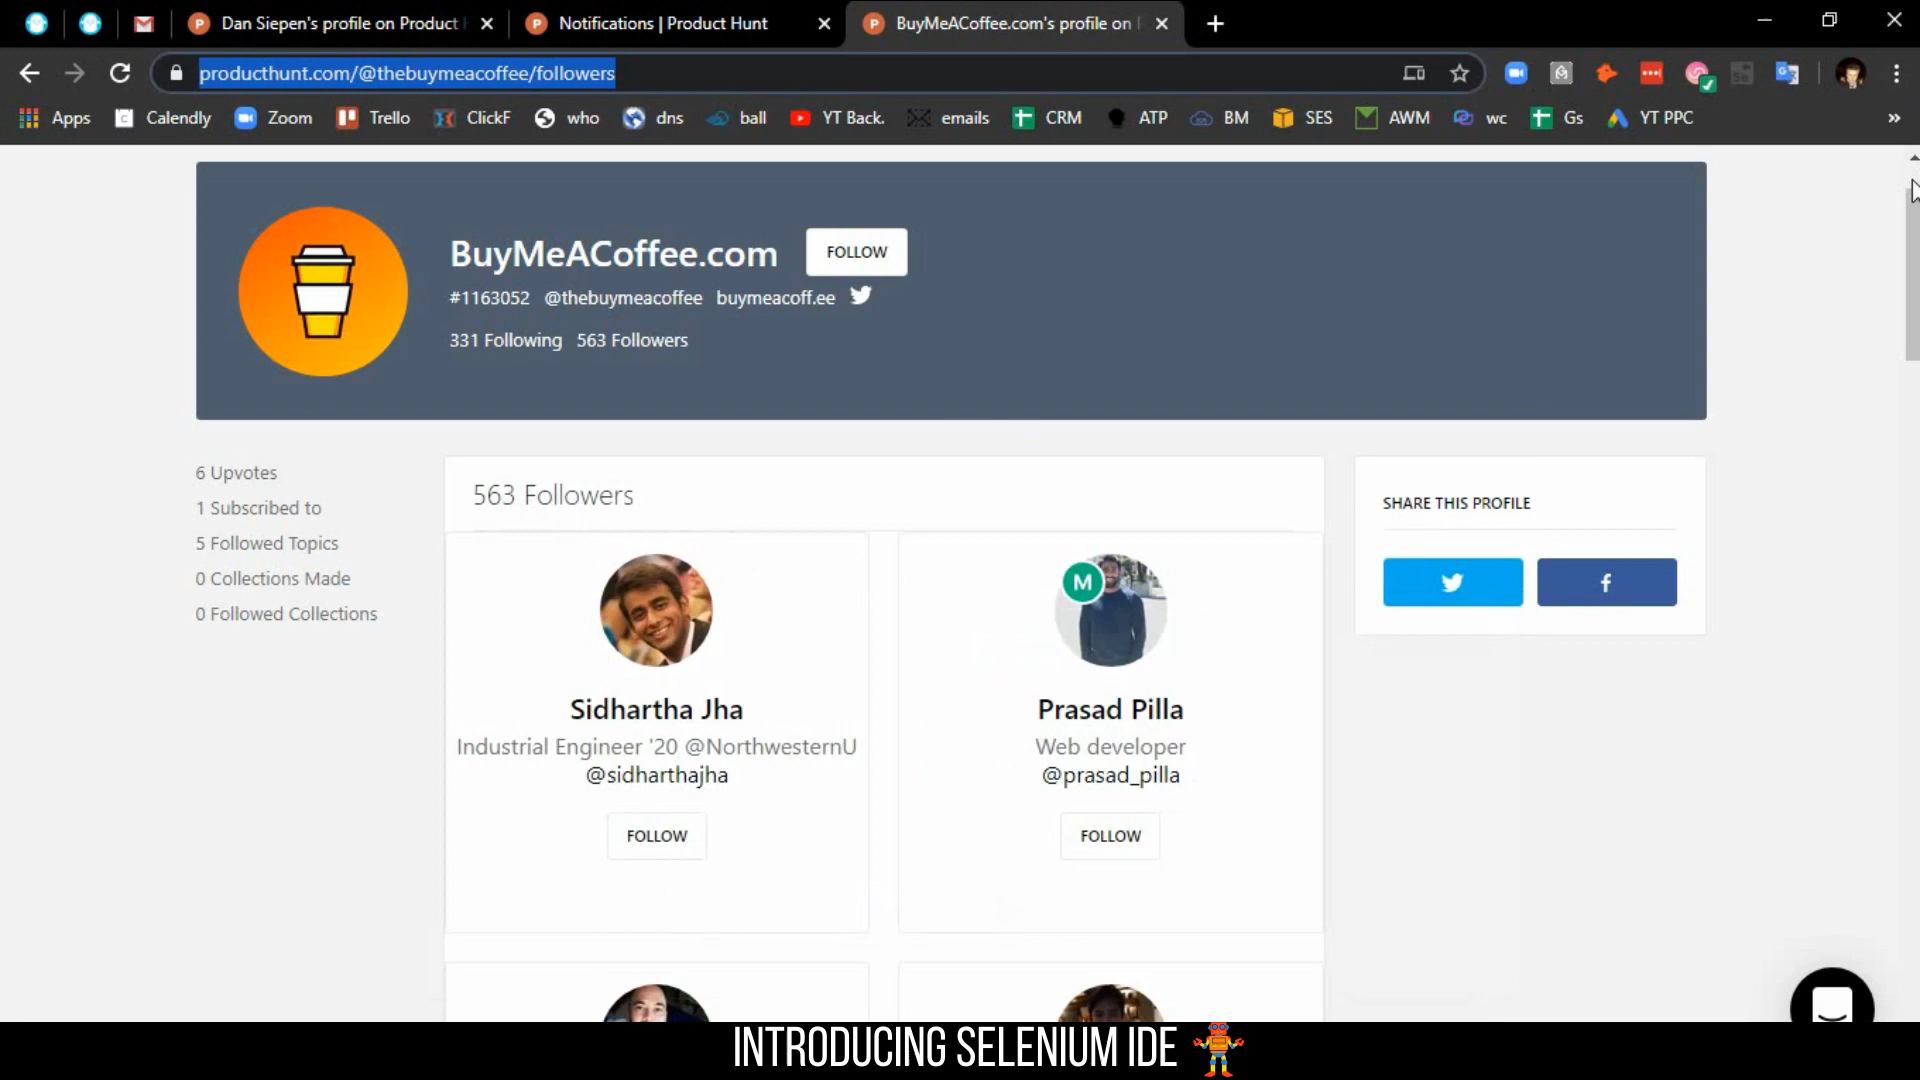 Dan Siepen's profile on Product
Notifications | Product Hunt
BuyMeACoffee.com's profile on
producthunt.com/@thebuymeacoffee/followers
Apps
Calendly
Zoom
Trello
ClickF
who
dns
ball
YT Back.
emails
CRM
ATP
BM
SES
AWM
wc
Gs
YT PPC
BuyMeACoffee.com
FOLLOW
#1163052 @thebuymeacoffee buymeacoff.ee
331 Following 563 Followers
6 Upvotes
1 Subscribed to
5 Followed Topics
0 Collections Made
0 Followed Collections
563 Followers
Sidhartha Jha
Industrial Engineer '20 @NorthwesternU
@sidharthajha
FOLLOW
M
Prasad Pilla
Web developer
@prasad_pilla
FOLLOW
SHARE THIS PROFILE
INTRODUCING SELENIUM IDE